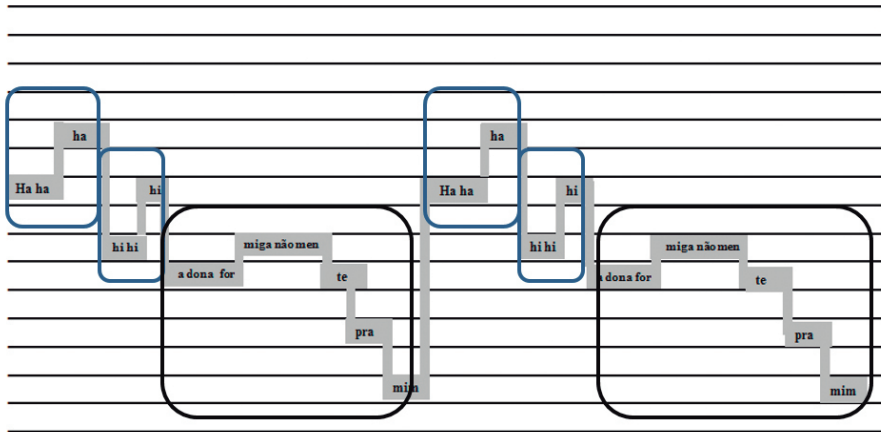 Ha ha
ha
hi hi
hi
a dona for
miga não men
te
pra
mim
Ha ha
ha
hi hi
hi
a dona for
miga não men
te
pra
mim